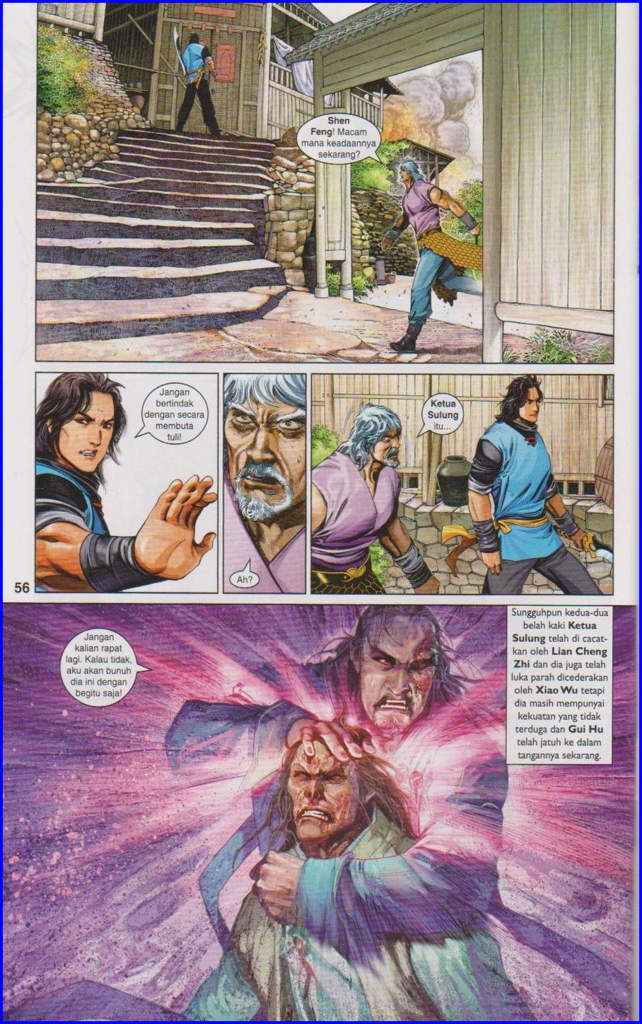 Shen
Feng! Macam
mana keadaannya
sekarang?
Jangan
bertindak
dengan secara
membuta
tuli!
Ah?
Ketua
Sulung
itu...
56
Jangan
kalian rapat
lagi. Kalau tidak,
aku akan bunuh
dia ini dengan
begitu saja!
Sungguhpun kedua-dua
belah kaki Ketua
Sulung telah di cacat-
kan oleh Lian Cheng
Zhi dan dia juga telah
luka parah dicederakan
oleh Xiao Wu tetapi
dia masih mempunyai
kekuatan yang tidak
terduga dan Gui Hu
telah jatuh ke dalam
tangannya sekarang.